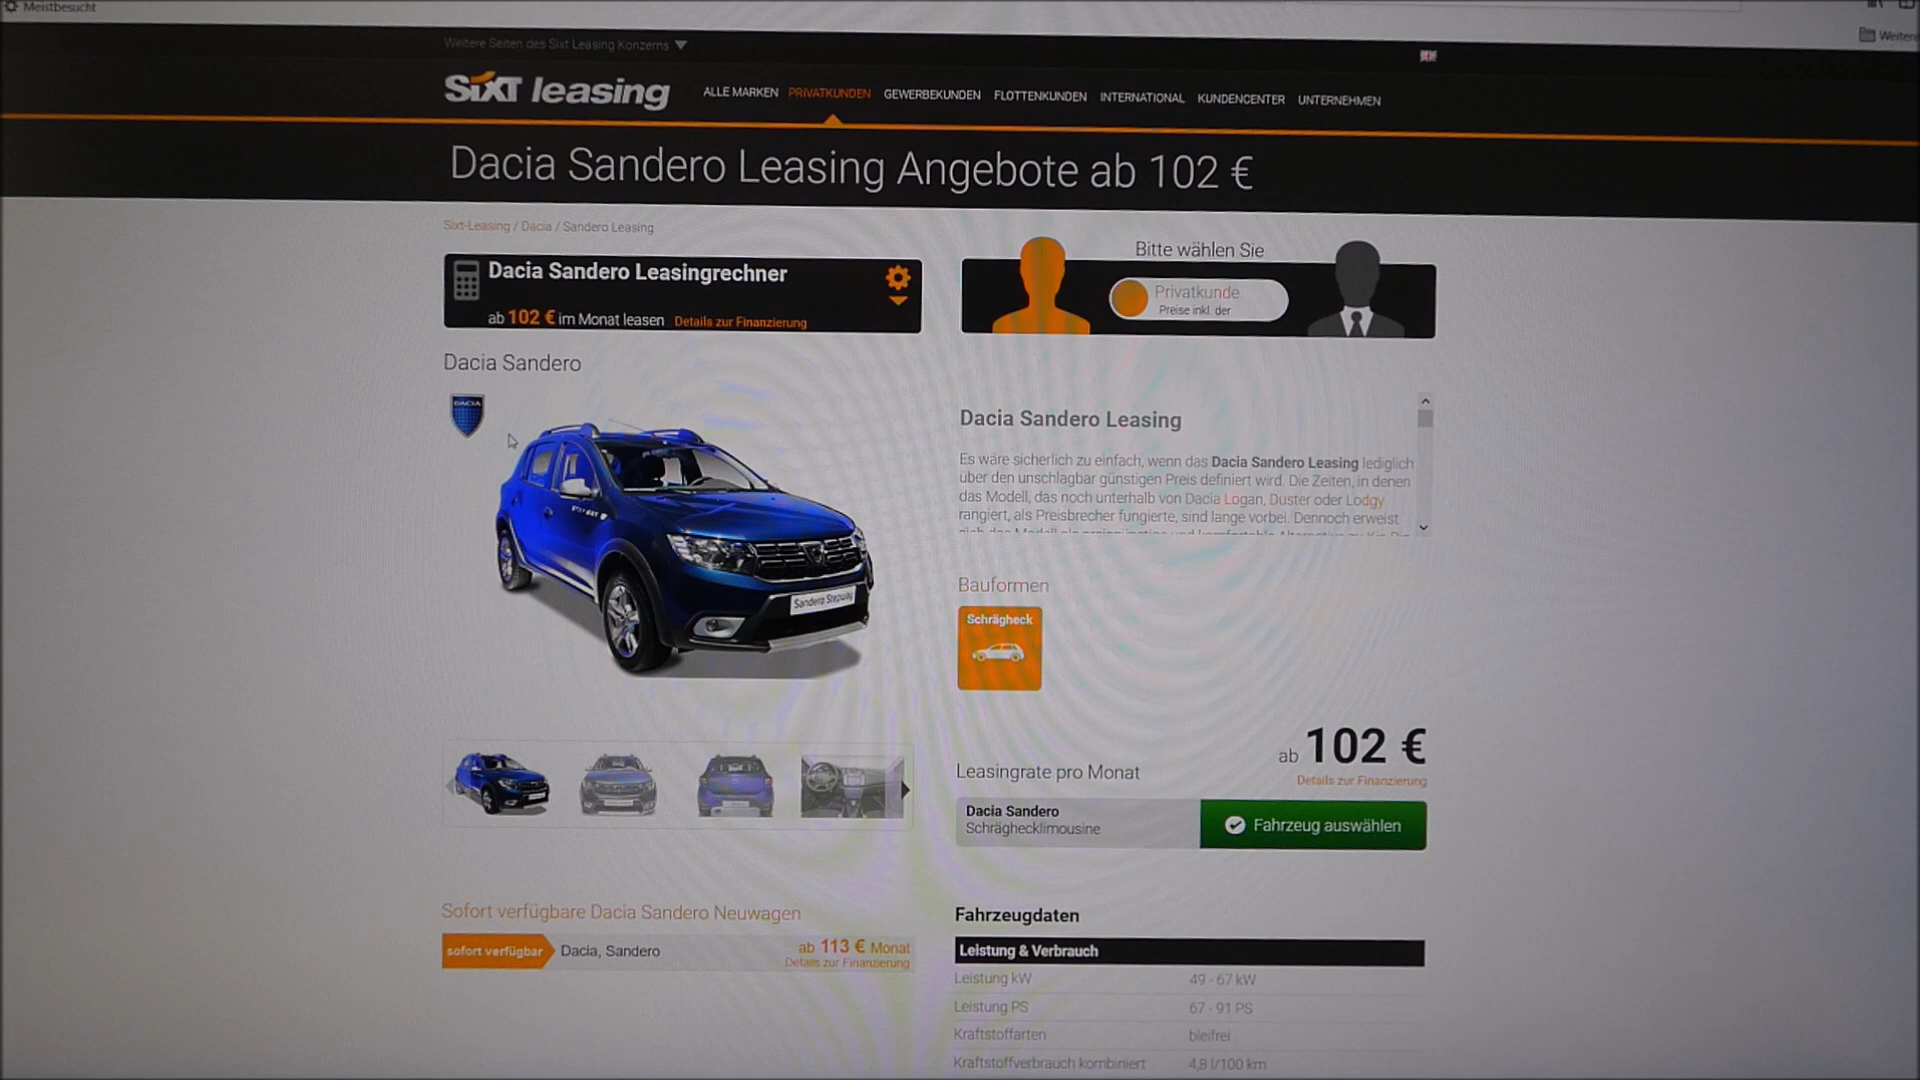 Meistbesucht
Weitere
Weitere Seiten des Sixt Leasing Konzerns
SiXT leasing
ALLE MARKEN PRIVATKUNDEN GEWERBEKUNDEN FLOTTENKUNDEN INTERNATIONAL KUNDENCENTER UNTERNEHMEN
Dacia Sandero Leasing Angebote ab 102 €
Sixt-Leasing / Dacia / Sandero Leasing
Dacia Sandero Leasingrechner
ab 102 € im Monat leasen Details zur Finanzierung
Bitte wählen Sie
Privatkunde
Preise inkl. der
Dacia Sandero
DACIA
Sandero Stepway
Dacia Sandero Leasing
Es wäre sicherlich zu einfach, wenn das Dacia Sandero Leasing lediglich
über den unschlagbar günstigen Preis definiert wird. Die Zeiten, in denen
das Modell, das noch unterhalb von Dacia Logan, Duster oder Lodgy
rangiert, als Preisbrecher fungierte, sind lange vorbei. Dennoch erweist
Bauformen
Schrägheck
ab 102 €
Leasingrate pro Monat
Details zur Finanzierung
Dacia Sandero
Schrähecklimousine
Fahrzeug auswählen
Sofort verfügbare Dacia Sandero Neuwagen
sofort verfügbar Dacia, Sandero ab 113 € Monat
Details zur Finanzierung
Fahrzeugdaten
Leistung & Verbrauch
Leistung kW 49 - 67 kW
Leistung PS 67 - 91 PS
Kraftstoffarten bleifrei
Kraftstoffverbrauch kombiniert 4,8 l/100 km